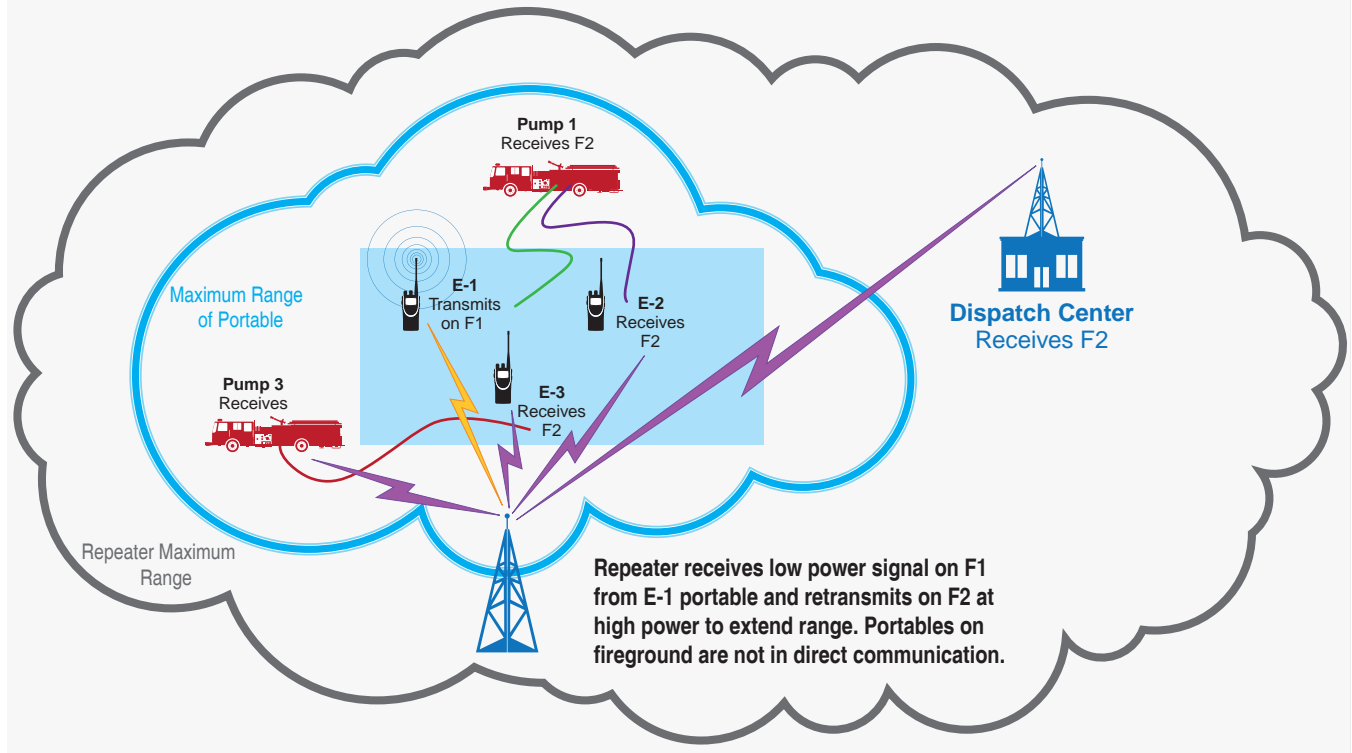 Pump 1
Receives F2
E-1
Transmits
on F1
E-2
Receives
F2
Maximum Range
of Portable
Dispatch Center
Receives F2
Pump 3
Receives
E-3
Receives
F2
Repeater Maximum
Range
Repeater receives low power signal on F1
from E-1 portable and retransmits on F2 at
high power to extend range. Portables on
fireground are not in direct communication.